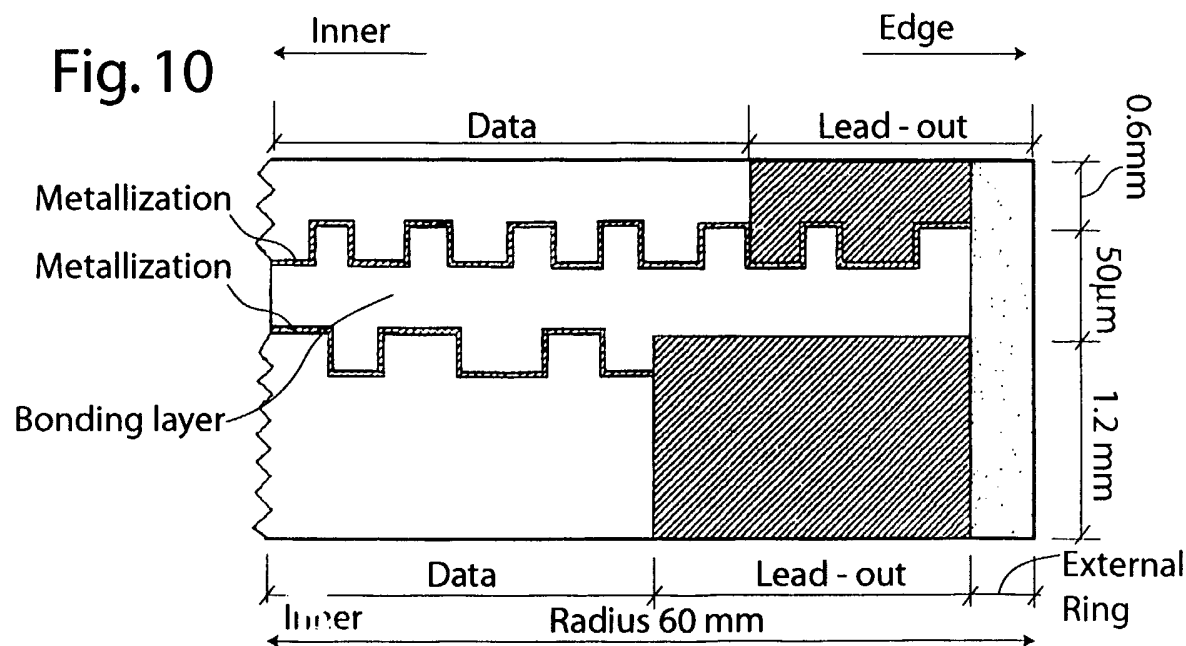 Fig. 10
Inner
Edge
Data
Lead - out
0.6mm
Metallization
Metallization
50μm
Bonding layer
1.2 mm
Data
Lead - out
External
Ring
Inner
Radius 60 mm